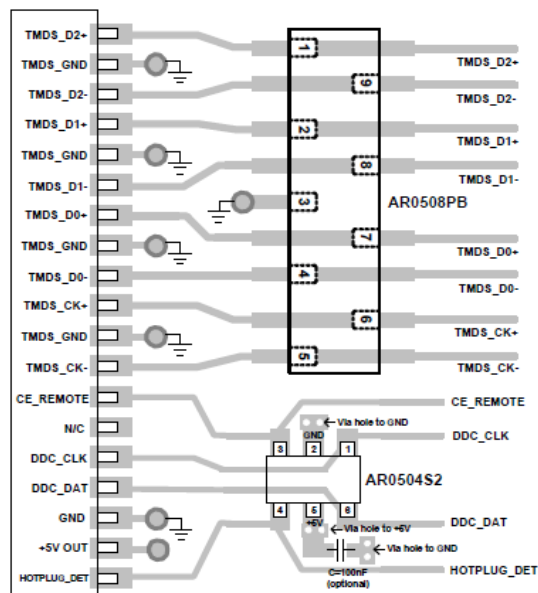 TMDS_D2+
TMDS_GND
TMDS_D2-
TMDS_D1+
TMDS_GND
TMDS_D1-
TMDS_D0+
TMDS_GND
TMDS_D0-
TMDS_CK+
TMDS_GND
TMDS_CK-
CE_REMOTE
N/C
DDC_CLK
DDC_DAT
GND
+5V OUT
HOTPLUG_DET
1
9
2
8
3
7
4
6
5
AR0508PB
TMDS_D2+
TMDS_D2-
TMDS_D1+
TMDS_D1-
TMDS_D0+
TMDS_D0-
TMDS_CK+
TMDS_CK-
CE_REMOTE
Via hole to GND
GND
DDC_CLK
3 2 1
AR0504S2
4 5 6
+5V
Via hole to +5V
DDC_DAT
Via hole to GND
C=100nF
(optional)
HOTPLUG_DET